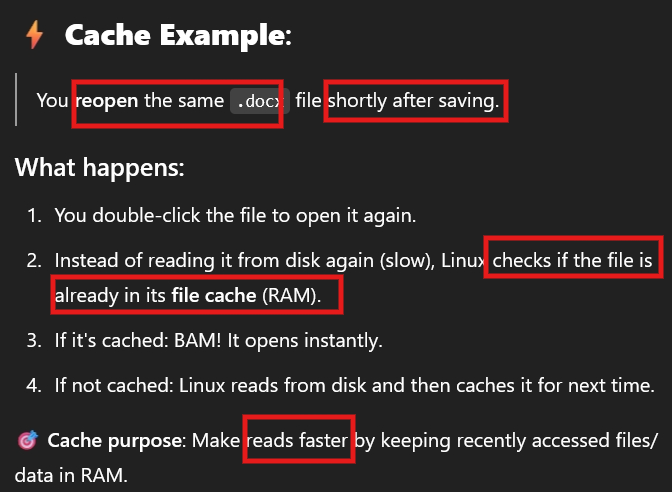 ⚡ Cache Example:
You reopen the same .docx file shortly after saving.
What happens:
1. You double-click the file to open it again.
2. Instead of reading it from disk again (slow), Linux checks if the file is
already in its file cache (RAM).
3. If it's cached: BAM! It opens instantly.
4. If not cached: Linux reads from disk and then caches it for next time.
🎯 Cache purpose: Make reads faster by keeping recently accessed files/
data in RAM.